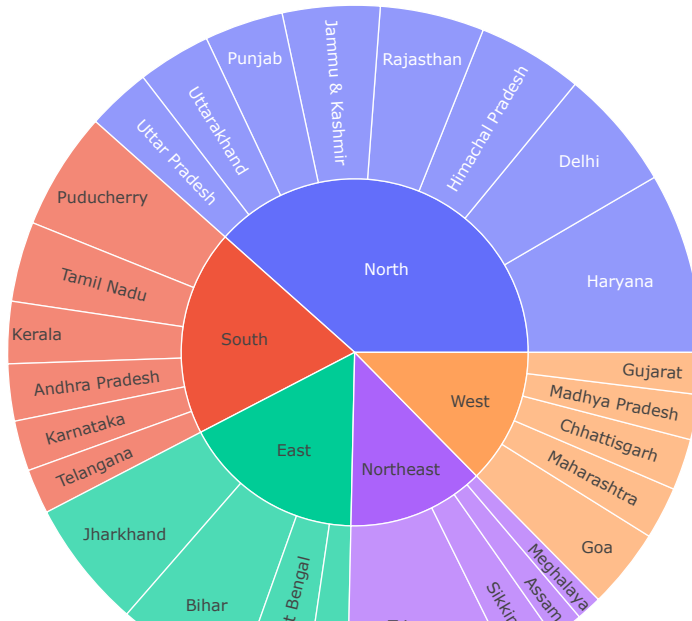 Jammu & Kashmir
Punjab
Rajasthan
Himachal Pradesh
Uttarakhand
Uttar Pradesh
Delhi
Puducherry
North
Haryana
Tamil Nadu
Kerala
South
Gujarat
Andhra Pradesh
West
Madhya Pradesh
Karnataka
Chhattisgarh
East
Northeast
Telangana
Maharashtra
Jharkhand
Goa
Meghalaya
Assam
Bihar
Bengal